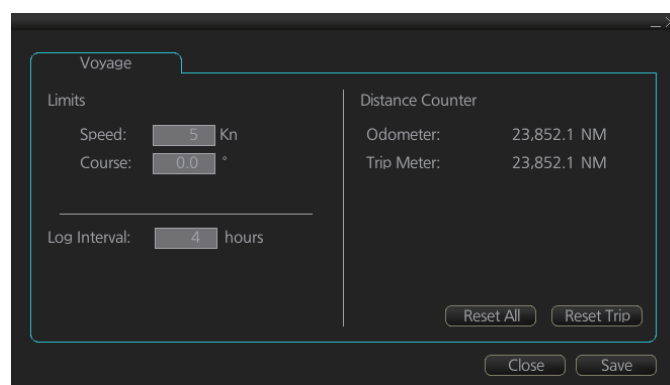 Voyage
Limits
Speed: 5 Kn
Course: 0.0 °
Log Interval: 4 hours
Distance Counter
Odometer: 23,852.1 NM
Trip Meter: 23,852.1 NM
Reset All Reset Trip
Close Save